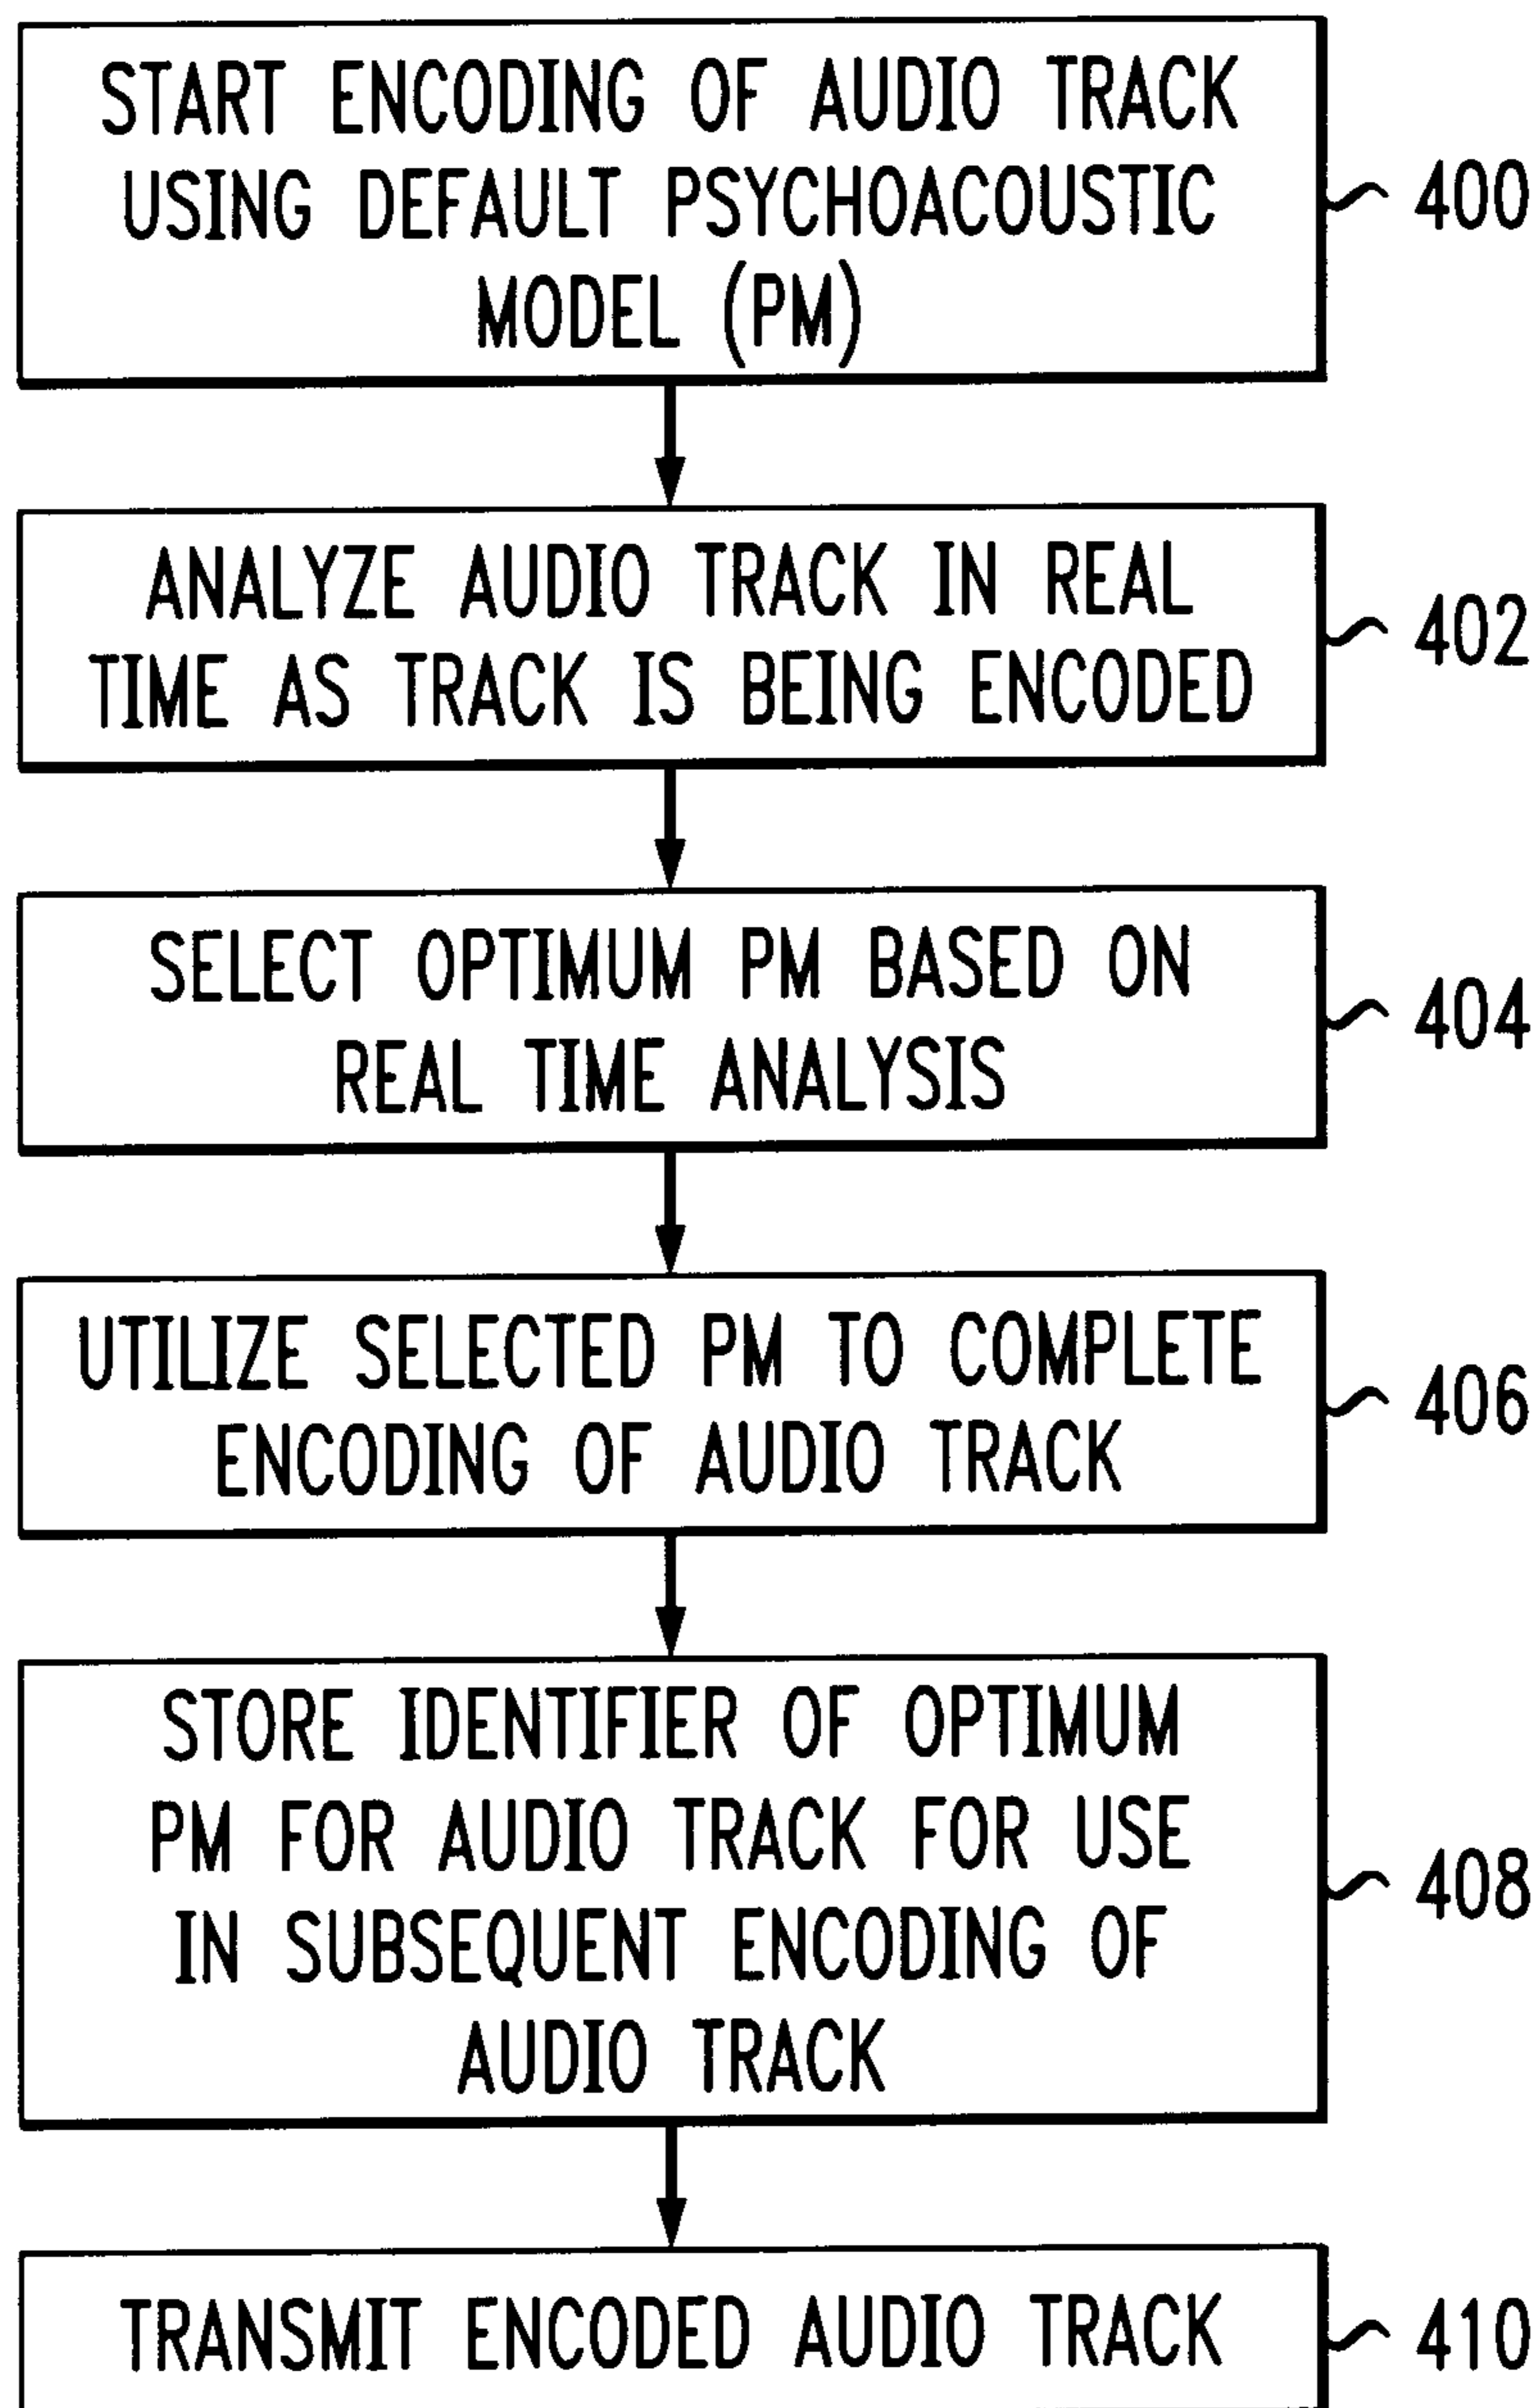 START ENCODING OF AUDIO TRACK
USING DEFAULT PSYCHOACOUSTIC
MODEL (PM)
400
ANALYZE AUDIO TRACK IN REAL
TIME AS TRACK IS BEING ENCODED
402
SELECT OPTIMUM PM BASED ON
REAL TIME ANALYSIS
404
UTILIZE SELECTED PM TO COMPLETE
ENCODING OF AUDIO TRACK
406
STORE IDENTIFIER OF OPTIMUM
PM FOR AUDIO TRACK FOR USE
IN SUBSEQUENT ENCODING OF
AUDIO TRACK
408
TRANSMIT ENCODED AUDIO TRACK
410